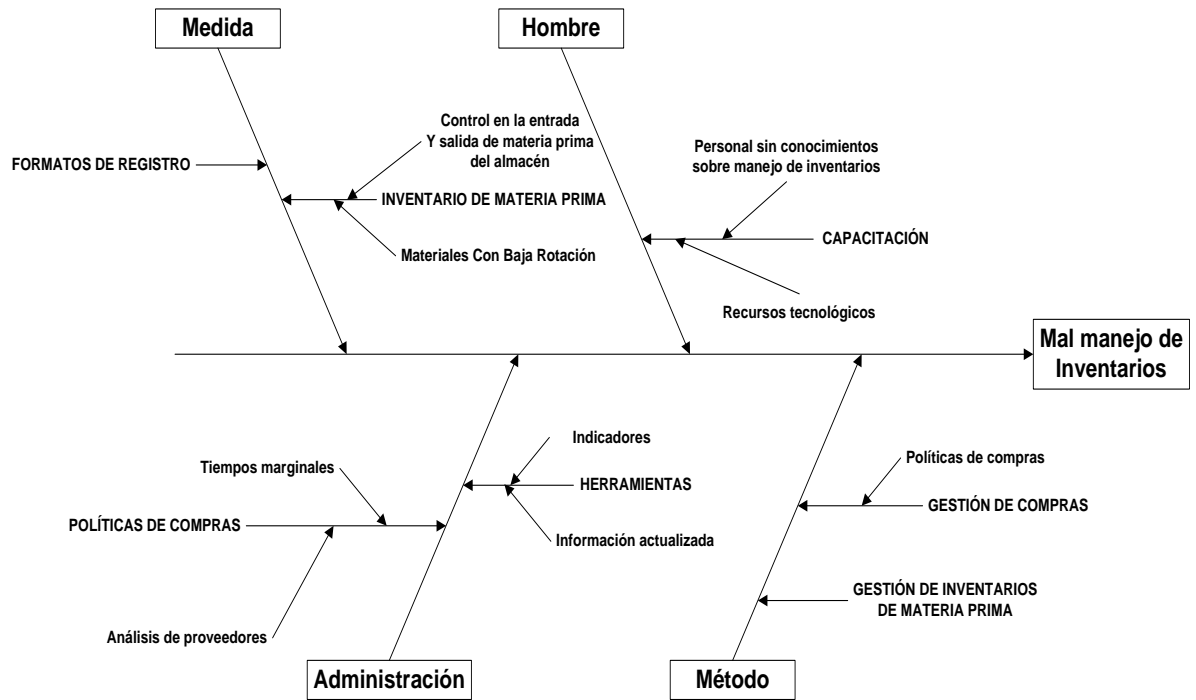 Medida
Hombre
Control en la entrada
Y salida de materia prima
del almacén
FORMATOS DE REGISTRO
INVENTARIO DE MATERIA PRIMA
Materiales Con Baja Rotación
Personal sin conocimientos
sobre manejo de inventarios
CAPACITACIÓN
Recursos tecnológicos
Mal manejo de
Inventarios
Tiempos marginales
POLÍTICAS DE COMPRAS
Análisis de proveedores
Indicadores
HERRAMIENTAS
Información actualizada
Políticas de compras
GESTIÓN DE COMPRAS
GESTIÓN DE INVENTARIOS
DE MATERIA PRIMA
Administración
Método